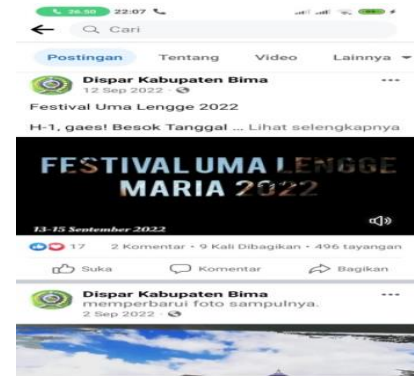 26:50 22:07
Cari
Postingan Tentang Video Lainnya
Dispar Kabupaten Bima
12 Sep 2022
Festival Uma Lengge 2022
H-1, gaes! Besok Tanggal ... Lihat selengkapnya
FESTIVAL UMA LENGGE
MARIA 2022
13-15 September 2022
17 2 Komentar • 9 Kali Dibagikan • 496 tayangan
Suka Komentar Bagikan
Dispar Kabupaten Bima
memperbarui foto sampulnya.
2 Sep 2022